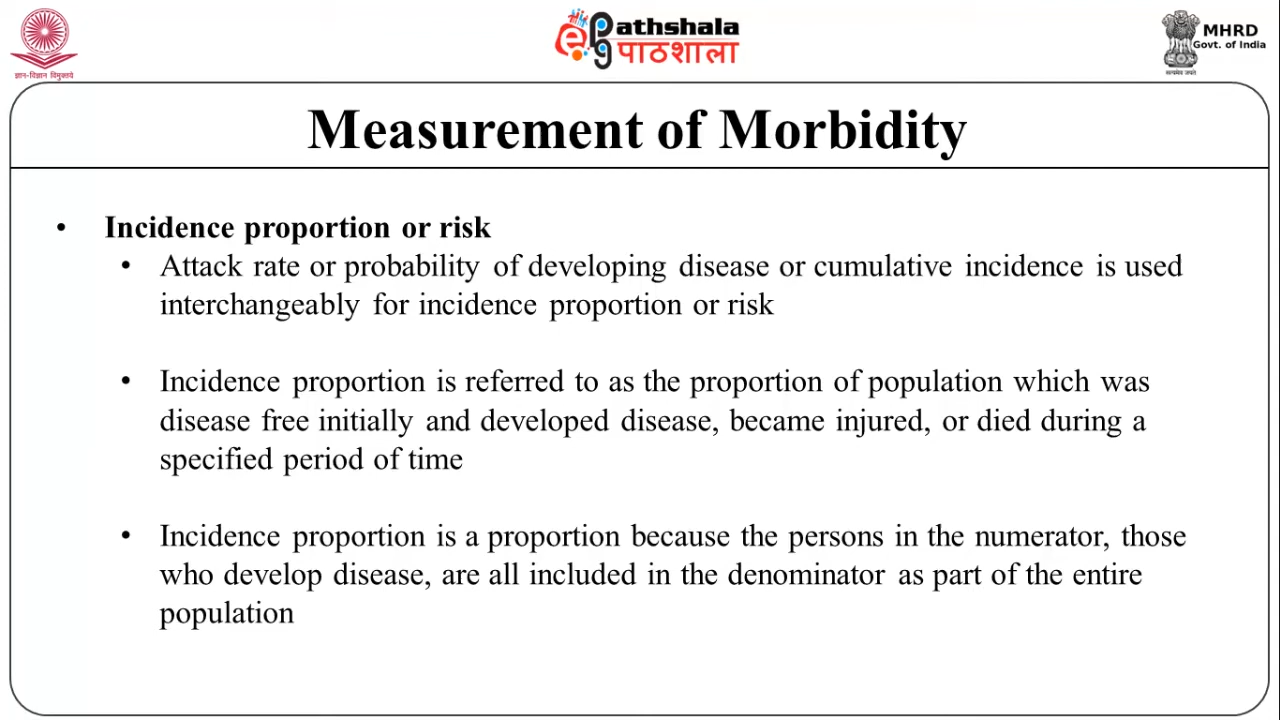 ज्ञान-विज्ञान विमुक्तये
ePathshala
पाठशाला
MHRD
Govt. of India
सत्यमेव जयते
Measurement of Morbidity
• Incidence proportion or risk
• Attack rate or probability of developing disease or cumulative incidence is used
interchangeably for incidence proportion or risk
• Incidence proportion is referred to as the proportion of population which was
disease free initially and developed disease, became injured, or died during a
specified period of time
• Incidence proportion is a proportion because the persons in the numerator, those
who develop disease, are all included in the denominator as part of the entire
population